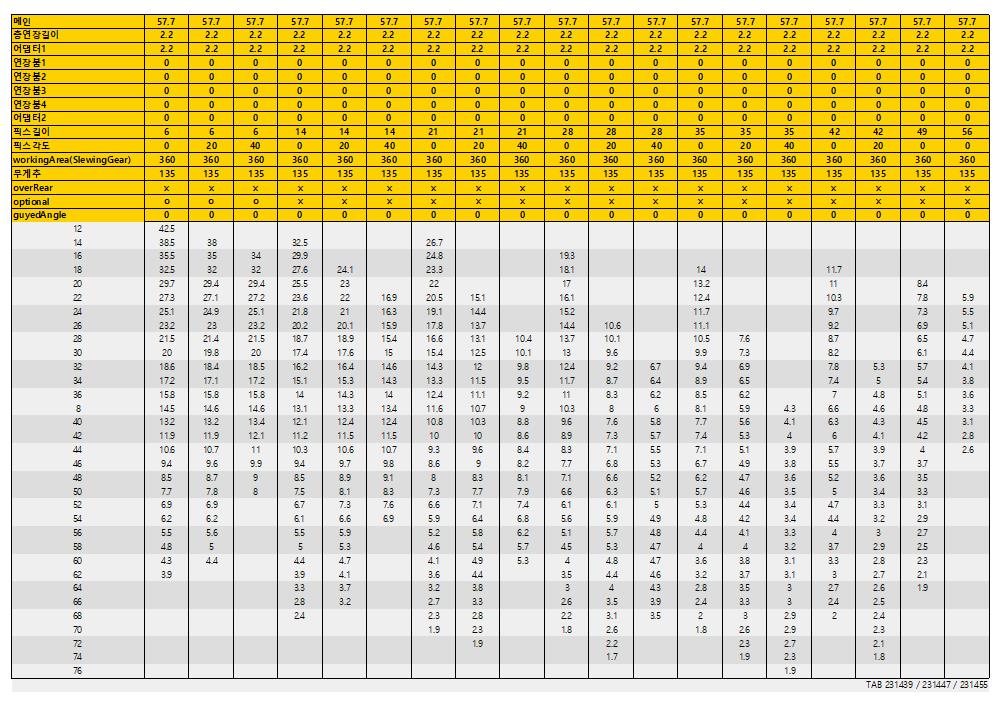 메인 57.7 57.7 57.7 57.7 57.7 57.7 57.7 57.7 57.7 57.7 57.7 57.7 57.7 57.7 57.7 57.7 57.7 57.7 57.7
총연장길이 2.2 2.2 2.2 2.2 2.2 2.2 2.2 2.2 2.2 2.2 2.2 2.2 2.2 2.2 2.2 2.2 2.2 2.2 2.2
어댑터1 2.2 2.2 2.2 2.2 2.2 2.2 2.2 2.2 2.2 2.2 2.2 2.2 2.2 2.2 2.2 2.2 2.2 2.2 2.2
연장붐1 0 0 0 0 0 0 0 0 0 0 0 0 0 0 0 0 0 0 0
연장붐2 0 0 0 0 0 0 0 0 0 0 0 0 0 0 0 0 0 0 0
연장붐3 0 0 0 0 0 0 0 0 0 0 0 0 0 0 0 0 0 0 0
연장붐4 0 0 0 0 0 0 0 0 0 0 0 0 0 0 0 0 0 0 0
어댑터2 0 0 0 0 0 0 0 0 0 0 0 0 0 0 0 0 0 0 0
픽스길이 6 6 6 14 14 14 21 21 21 28 28 28 35 35 35 42 42 49 56
픽스각도 0 20 40 0 20 40 0 20 40 0 20 40 0 20 40 0 20
workingArea(SlewingGear) 360 360 360 360 360 360 360 360 360 360 360 360 360 360 360 360 360 360 360
무게추 135 135 135 135 135 135 135 135 135 135 135 135 135 135 135 135 135 135 135
overRear x x x x x x x x x x x x x x x x x x x
optional o o o x x x x x x x x x x x x x x x x
guyedAngle 0 0 0 0 0 0 0 0 0 0 0 0 0 0 0 0 0 0 0
12 42.5
14 38.5 38 32.5 26.7
16 35.5 35 34 29.9 24.8 19.3
18 32.5 32 32 27.6 24.1 23.3 18.1 14 11.7
20 29.7 29.4 29.4 25.5 23 22 17 13.2 11 8.4
22 27.3 27.1 27.2 23.6 22 16.9 20.5 15.1 16.1 12.4 10.3 7.8 5.9
24 25.1 24.9 25.1 21.8 21 16.3 19.1 14.4 15.2 11.7 9.7 7.3 5.5
26 23.2 23 23.2 20.2 20.1 15.9 17.8 13.7 14.4 10.6 11.1 9.2 6.9 5.1
28 21.5 21.4 21.5 18.7 18.9 15.4 16.6 13.1 10.4 13.7 10.1 10.5 7.6 8.7 6.5 4.7
30 20 19.8 20 17.4 17.6 15 15.4 12.5 10.1 13 9.6 9.9 7.3 8.2 6.1 4.4
32 18.6 18.4 18.5 16.2 16.4 14.6 14.3 12 9.8 12.4 9.2 6.7 9.4 6.9 7.8 5.3 5.7 4.1
34 17.2 17.1 17.2 15.1 15.3 14.3 13.3 11.5 9.5 11.7 8.7 6.4 8.9 6.5 7.4 5 5.4 3.8
36 15.8 15.8 15.8 14 14.3 14 12.4 11.1 9.2 11 8.3 6.2 8.5 6.2 7 4.8 5.1 3.6
8 14.5 14.6 14.6 13.1 13.3 13.4 11.6 10.7 9 10.3 8 6 8.1 5.9 4.3 6.6 4.6 4.8 3.3
40 13.2 13.2 13.4 12.1 12.4 12.4 10.8 10.3 8.8 9.6 7.6 5.8 7.7 5.6 4.1 6.3 4.3 4.5 3.1
42 11.9 11.9 12.1 11.2 11.5 11.5 10 10 8.6 8.9 7.3 5.7 7.4 5.3 4 6 4.1 4.2 2.8
44 10.6 10.7 11 10.3 10.6 10.7 9.3 9.6 8.4 8.3 7.1 5.5 7.1 5.1 3.9 5.7 3.9 4 2.6
46 9.4 9.6 9.9 9.4 9.7 9.8 8.6 9 8.2 7.7 6.8 5.3 6.7 4.9 3.8 5.5 3.7 3.7
48 8.5 8.7 9 8.5 8.9 9.1 8 8.3 8.1 7.1 6.6 5.2 6.2 4.7 3.6 5.2 3.6 3.5
50 7.7 7.8 8 7.5 8.1 8.3 7.3 7.7 7.9 6.6 6.3 5.1 5.7 4.6 3.5 5 3.4 3.3
52 6.9 6.9 6.7 7.3 7.6 6.6 7.1 7.4 6.1 6.1 5 5.3 4.4 3.4 4.7 3.3 3.1
54 6.2 6.2 6.1 6.6 6.9 5.9 6.4 6.8 5.6 5.9 4.9 4.8 4.2 3.4 4.4 3.2 2.9
56 5.5 5.6 5.5 5.9 5.2 5.8 6.2 5.1 5.7 4.8 4.4 4.1 3.3 4 3 2.7
58 4.8 5 5 5.3 4.6 5.4 5.7 4.5 5.3 4.7 4 4 3.2 3.7 2.9 2.5
60 4.3 4.4 4.4 4.7 4.1 4.9 5.3 4 4.8 4.7 3.6 3.8 3.1 3.3 2.8 2.3
62 3.9 3.9 4.1 3.6 4.4 3.5 4.4 4.6 3.2 3.7 3.1 3 2.7 2.1
64 3.3 3.7 3.2 3.8 3 4 4.3 2.8 3.5 3 2.7 2.6 1.9
66 2.8 3.2 2.7 3.3 2.6 3.5 3.9 2.4 3.3 3 2.4 2.5
68 2.4 2.3 2.8 2.2 3.1 3.5 2 3 2.9 2 2.4
70 1.9 2.3 1.8 2.6 1.8 2.6 2.9 2.3
72 1.9 2.2 2.3 2.7 2.1
74 1.7 1.9 2.3 1.8
76 1.9
TAB 231439 / 231447 / 231455